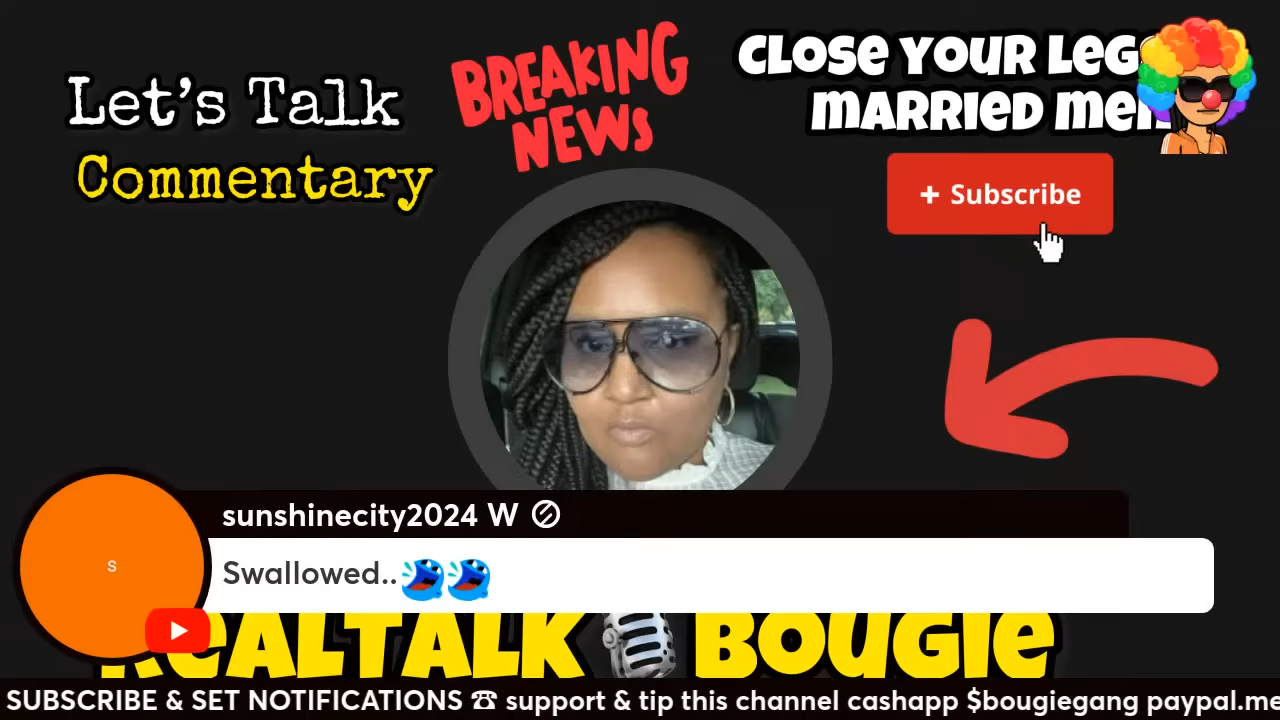 Let's Talk
Commentary
BREAKING
NEWS
CLOSE YOUR LEG
MARRIED MEN
+ Subscribe
sunshinecity2024 W
Swallowed..
S
REALTALK BOUGIE
SUBSCRIBE & SET NOTIFICATIONS ☎ support & tip this channel cashapp $bougiegang paypal.me